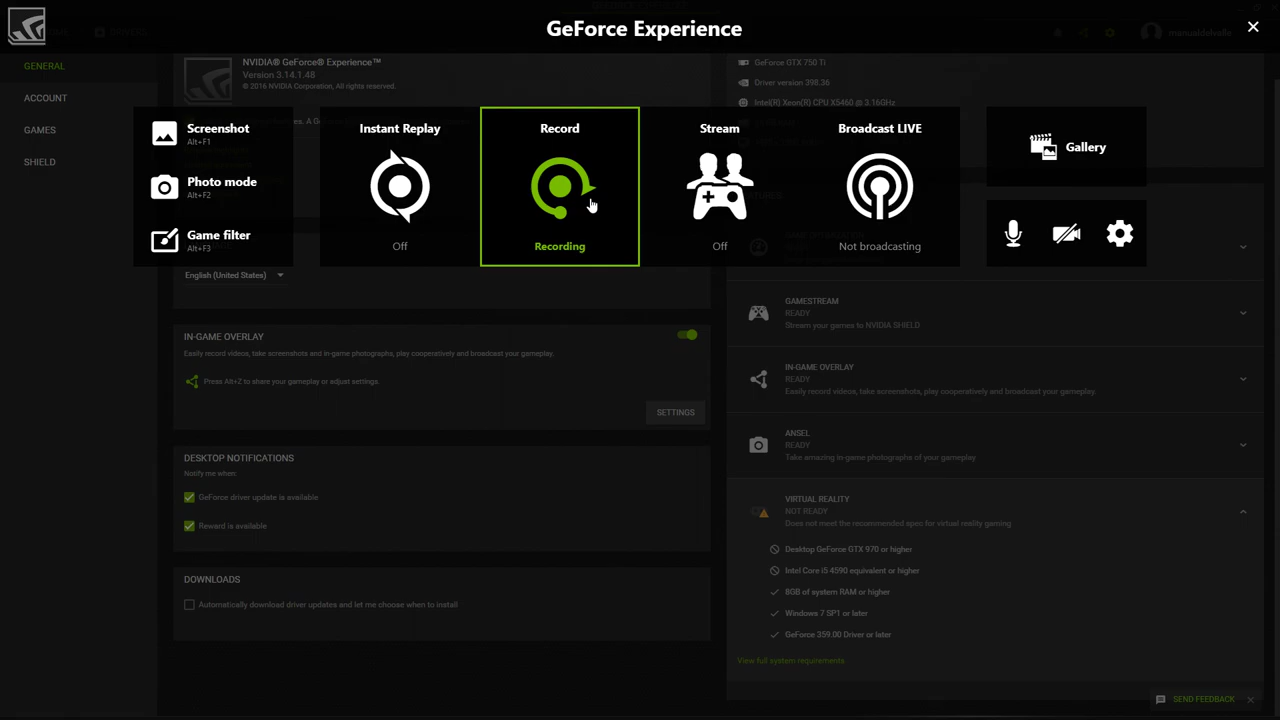 GeForce Experience
manualdefvalle
GENERAL
ACCOUNT
GAMES
SHIELD
NVIDIA® GeForce® Experience™
Version 3.14.1.48
© 2016 NVIDIA Corporation, All rights reserved.
GeForce GTX 750 Ti
Driver version 398.36
Intel(R) Xeon(R) CPU X5460 @ 3.16GHz
Screenshot
Alt+F1
Photo mode
Alt+F2
Game filter
Alt+F3
Instant Replay
Off
Record
Recording
Stream
Off
Broadcast LIVE
Not broadcasting
Gallery
English (United States)
IN-GAME OVERLAY
Easily record videos, take screenshots and in-game photographs, play cooperatively and broadcast your gameplay.
Press Alt+Z to share your gameplay or adjust settings.
SETTINGS
DESKTOP NOTIFICATIONS
Notify me when:
GeForce driver update is available
Reward is available
DOWNLOADS
Automatically download driver updates and let me choose when to install
GAMESTREAM
READY
Stream your games to NVIDIA SHIELD
IN-GAME OVERLAY
READY
Easily record videos, take screenshots and in-game photographs, play cooperatively and broadcast your gameplay.
ANSEL
READY
Take amazing in-game photographs of your gameplay
VIRTUAL REALITY
NOT READY
Does not meet the recommended spec for virtual reality gaming
Desktop GeForce GTX 970 or higher
Intel Core i5 4590 equivalent or higher
8GB of system RAM or higher
Windows 7 SP1 or later
GeForce 359.00 Driver or later
View full system requirements
SEND FEEDBACK